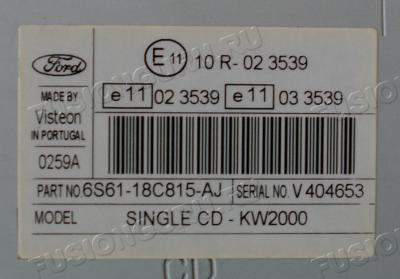 Ford
E 11 10 R- 02 3539
MADE BY
e 11 02 3539 e 11 03 3539
Visteon
IN PORTUGAL
0259A
PART NO. 6S61-18C815-AJ SERIAL NO. V 404653
MODEL SINGLE CD - KW2000
CD
FUSIONGURU.RU